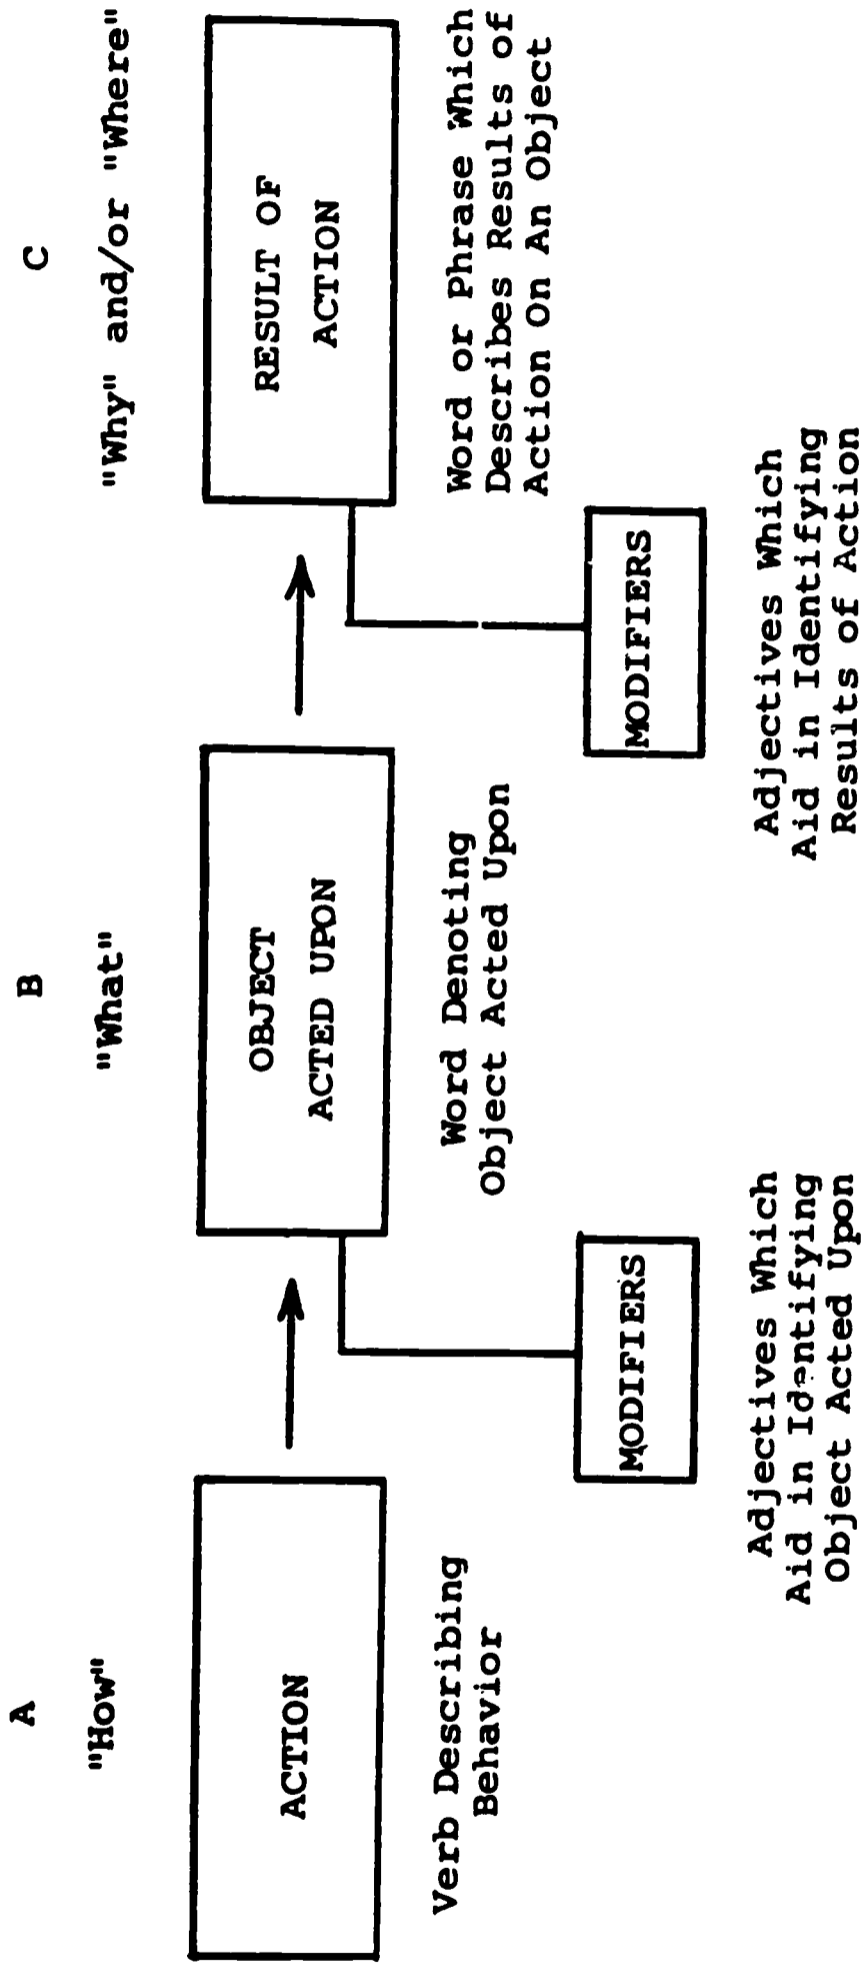 A
"How"
ACTION
Verb Describing
Behavior
B
"What"
OBJECT
ACTED UPON
Word Denoting
Object Acted Upon
MODIFIERS
Adjectives Which
Aid in Identifying
Object Acted Upon
C
"Why" and/or "Where"
RESULT OF
ACTION
Word or Phrase Which
Describes Results of
Action On An Object
MODIFIERS
Adjectives Which
Aid in Identifying
Results of Action